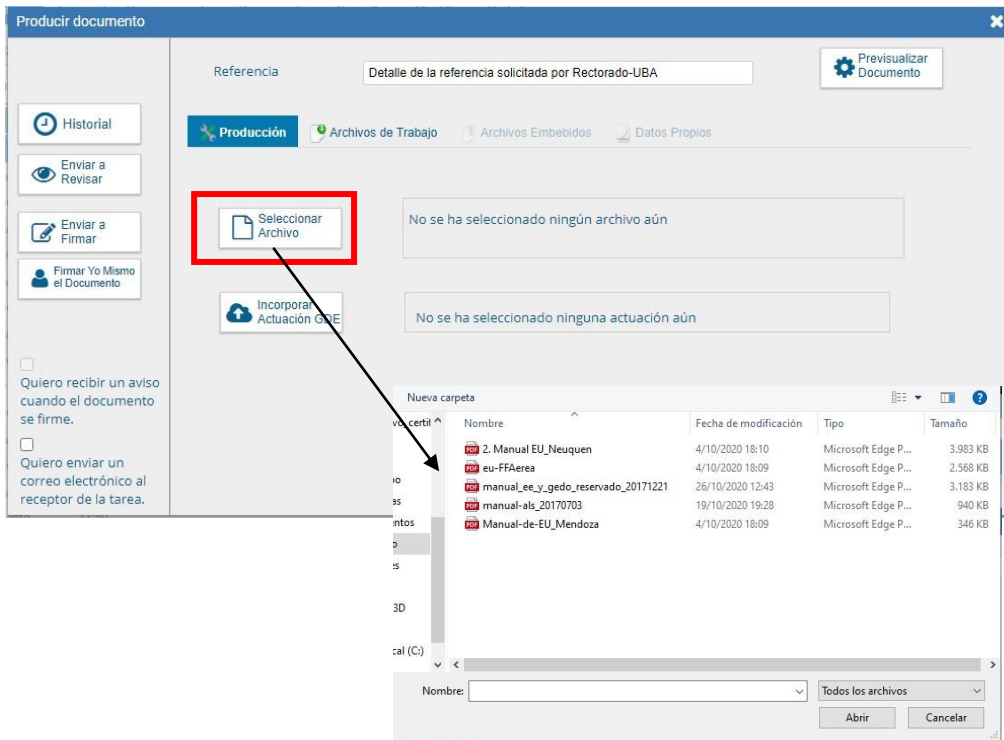 Producir documento
Referencia
Detalle de la referencia solicitada por Rectorado-UBA
Previsualizar
Documento
Historial
Enviar a
Revisar
Enviar a
Firmar
Firmar Yo Mismo
el Documento
Quiero recibir un aviso
cuando el documento
se firme.
Quiero enviar un
correo electrónico al
receptor de la tarea.
Producción Archivos de Trabajo Archivos Embebidos Datos Propios
Seleccionar
Archivo
No se ha seleccionado ningún archivo aún
Incorporar
Actuación GDE
No se ha seleccionado ninguna actuación aún
Nueva carpeta
Nombre Fecha de modificación Tipo Tamaño
PDF 2. Manual EU_Neuquen 4/10/2020 18:10 Microsoft Edge P... 3.983 KB
PDF eu-FFAerea 4/10/2020 18:09 Microsoft Edge P... 2.568 KB
PDF manual_ee_y_gedo_reservado_20171221 26/10/2020 12:43 Microsoft Edge P... 3.183 KB
PDF manual-als_20170703 19/10/2020 19:28 Microsoft Edge P... 940 KB
PDF Manual-de-EU_Mendoza 4/10/2020 18:09 Microsoft Edge P... 346 KB
3D
cal (C:)
Nombre: Todos los archivos
Abrir Cancelar